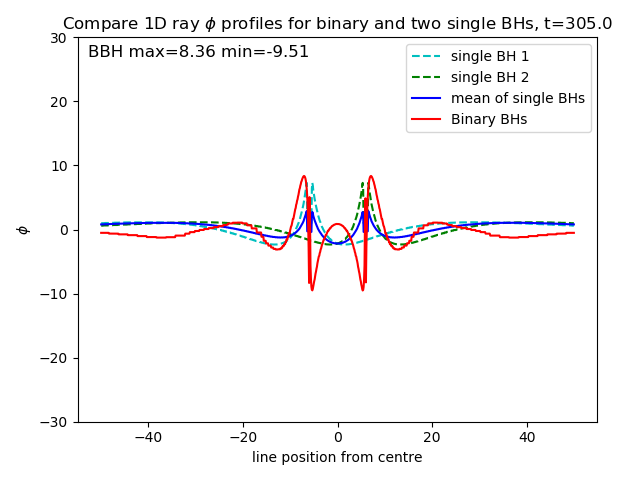 Compare 1D ray ϕ profiles for binary and two single BHs, t=305.0
BBH max=8.36 min=-9.51
single BH 1
single BH 2
mean of single BHs
Binary BHs
30
20
10
0
−10
−20
−30
ϕ
−40
−20
0
20
40
line position from centre